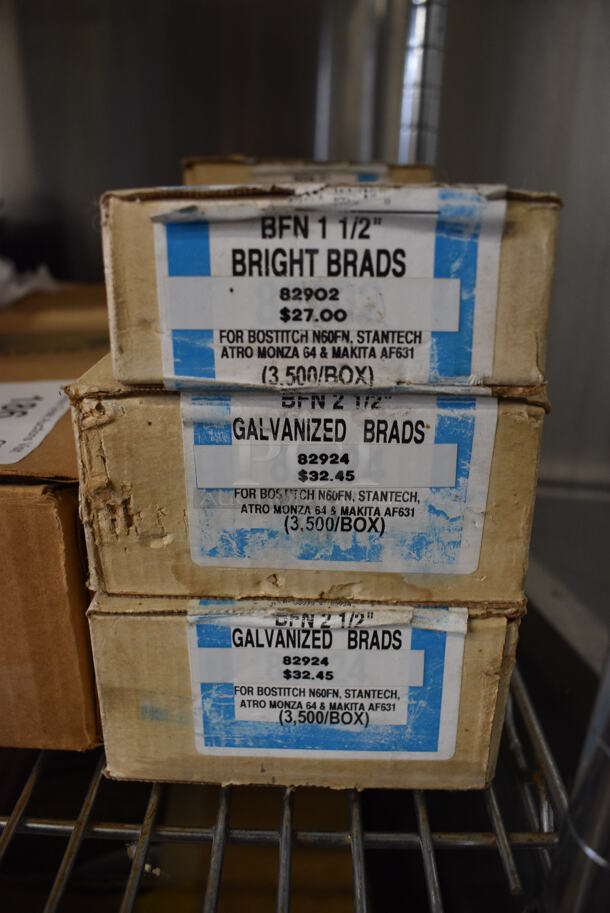 BFN 1 1/2"
BRIGHT BRADS
82902
$27.00
FOR BOSTITCH N60FN, STANTECH
ATRO MONZA 64 & MAKITA AF631
(3,500/BOX)
BFN 2 1/2"
GALVANIZED BRADS
82924
$32.45
FOR BOSTITCH N60FN, STANTECH,
ATRO MONZA 64 & MAKITA AF631
(3,500/BOX)
BFN 2 1/2"
GALVANIZED BRADS
82924
$32.45
FOR BOSTITCH N60FN, STANTECH,
ATRO MONZA 64 & MAKITA AF631
(3,500/BOX)